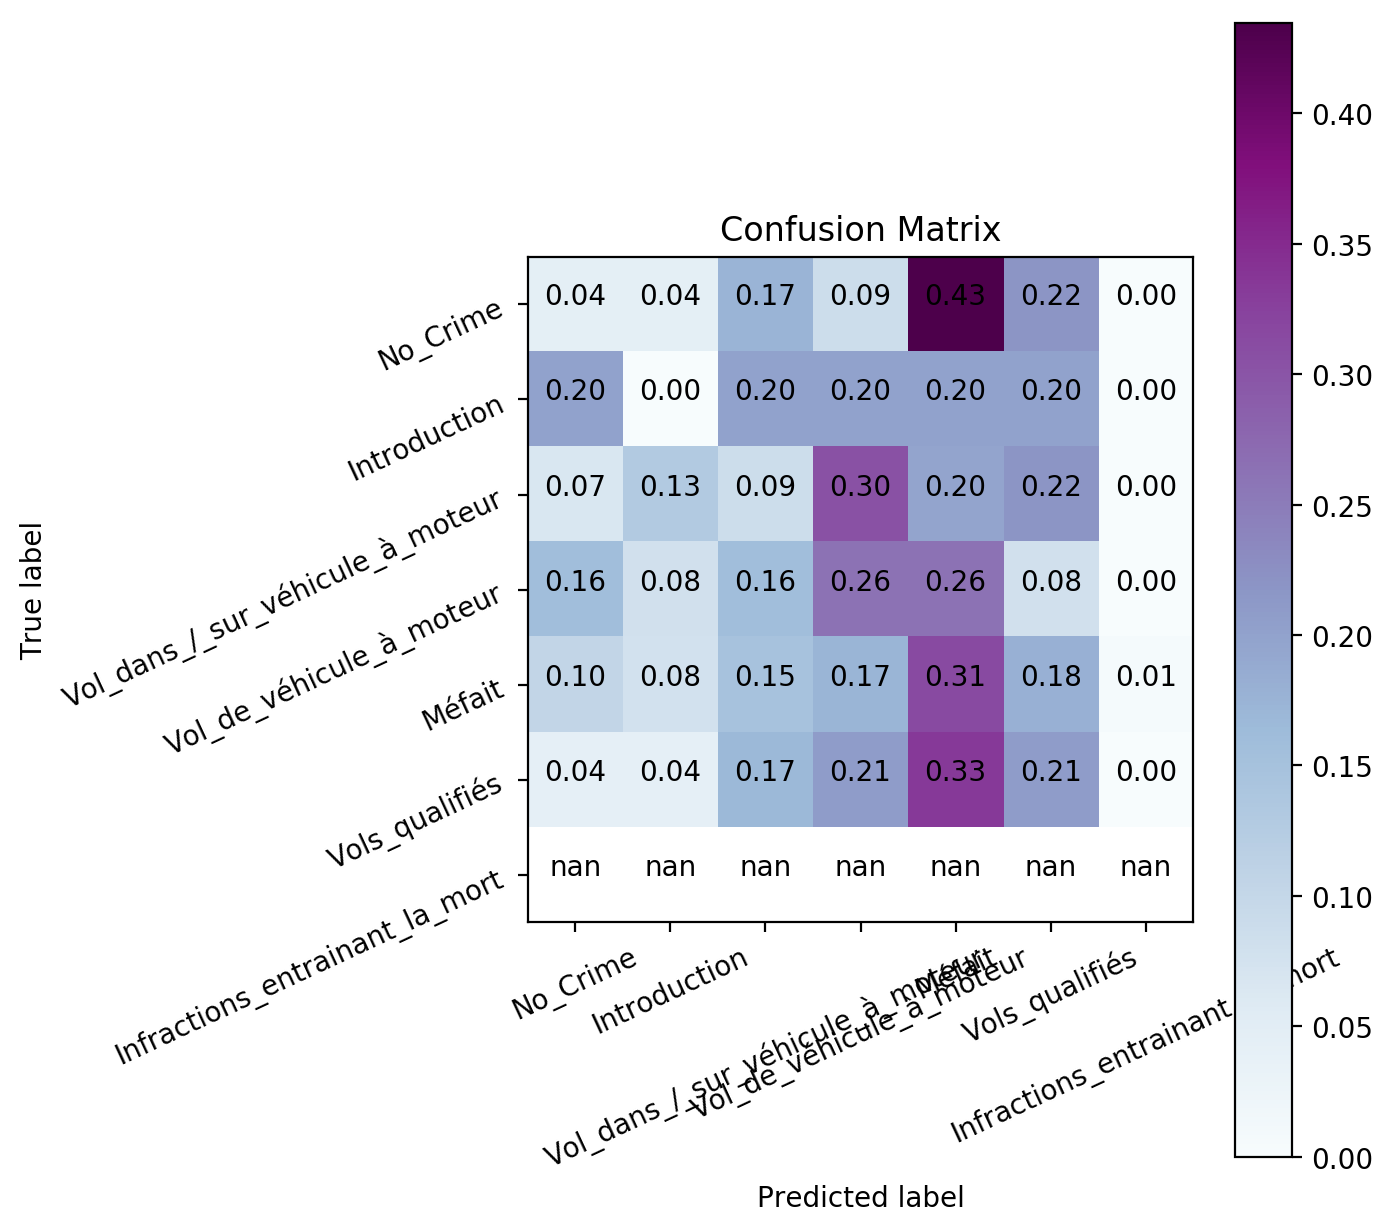 Confusion Matrix
True label
No_Crime 0.04 0.04 0.17 0.09 0.43 0.22 0.00
Introduction 0.20 0.00 0.20 0.20 0.20 0.20 0.00
Vol_dans_/_sur_véhicule_à_moteur 0.07 0.13 0.09 0.30 0.20 0.22 0.00
Vol_de_véhicule_à_moteur 0.16 0.08 0.16 0.26 0.26 0.08 0.00
Méfait 0.10 0.08 0.15 0.17 0.31 0.18 0.01
Vols_qualifiés 0.04 0.04 0.17 0.21 0.33 0.21 0.00
Infractions_entrainant_la_mort nan nan nan nan nan nan nan
No_Crime
Introduction
Vol_dans_/_sur_véhicule_à_moteur
Vol_de_véhicule_à_moteur
Méfait
Vols_qualifiés
Infractions_entrainant mort
Predicted label
0.40
0.35
0.30
0.25
0.20
0.15
0.10
0.05
0.00